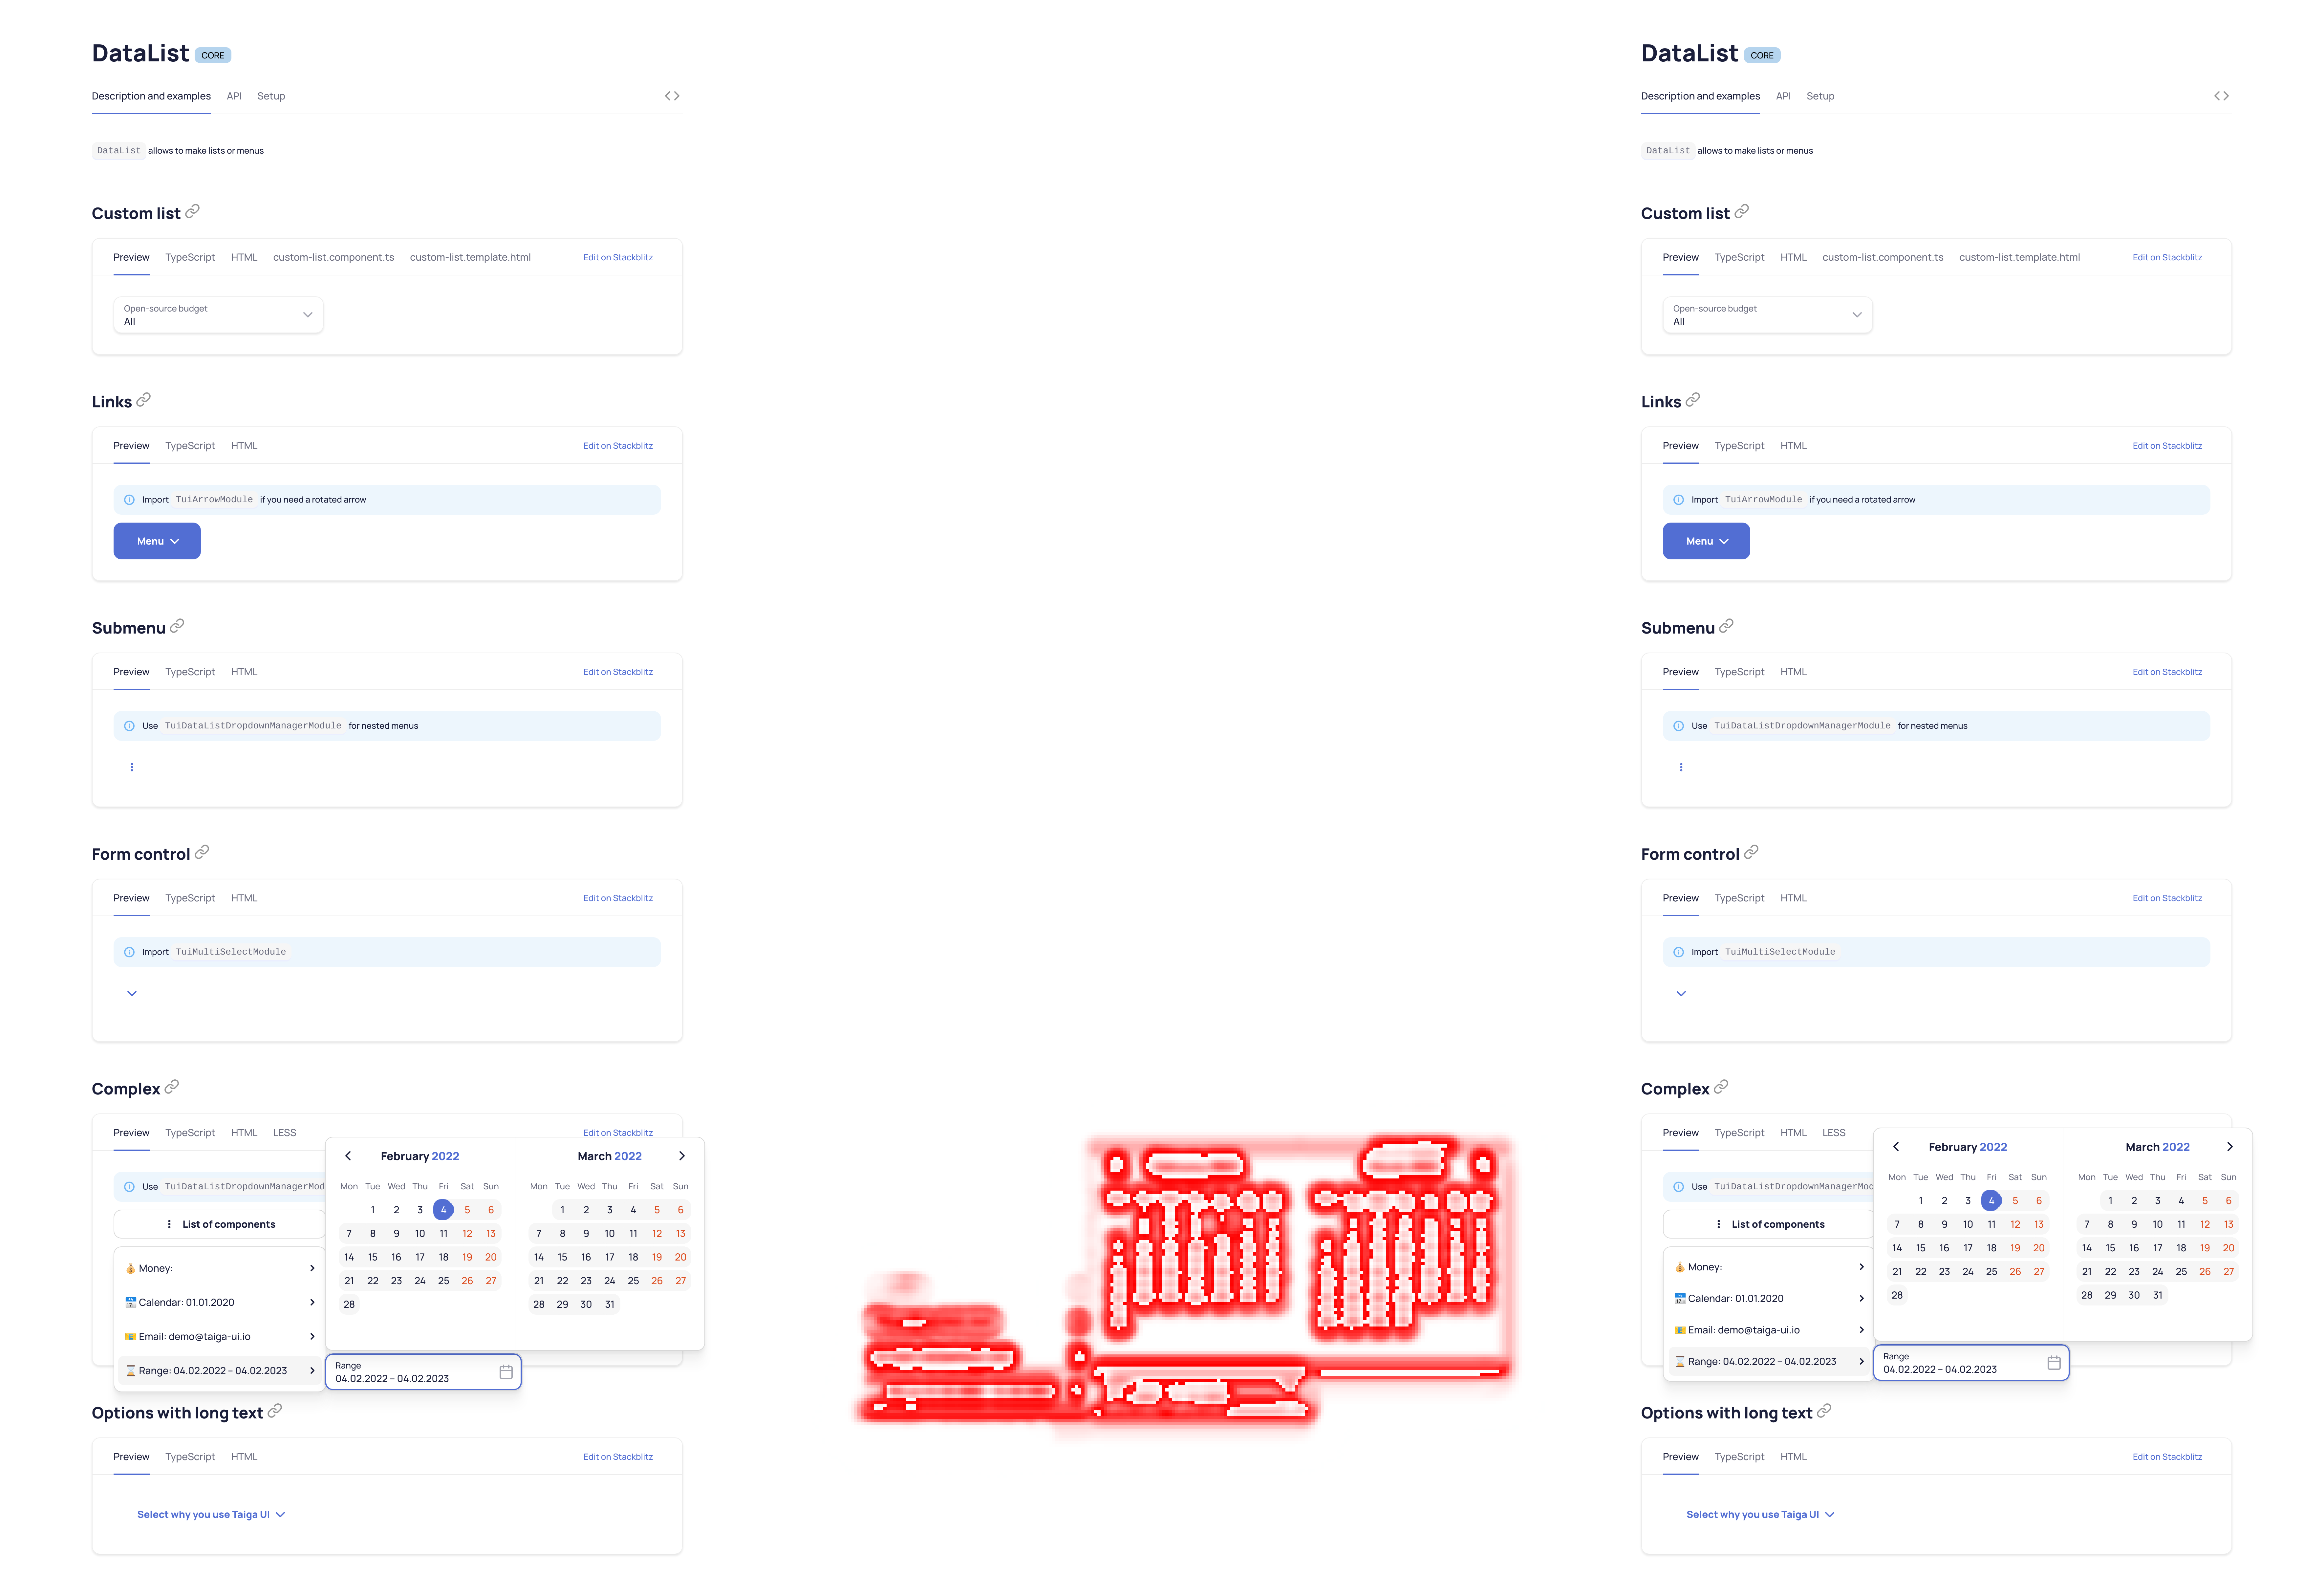 DataList CORE
Description and examples API Setup
DataList allows to make lists or menus
Custom list
Preview TypeScript HTML custom-list.component.ts custom-list.template.html Edit on Stackblitz
Open-source budget
All
Links
Preview TypeScript HTML Edit on Stackblitz
Import TuiArrowModule if you need a rotated arrow
Menu
Submenu
Preview TypeScript HTML Edit on Stackblitz
Use TuiDataListDropdownManagerModule for nested menus
Form control
Preview TypeScript HTML Edit on Stackblitz
Import TuiMultiSelectModule
Complex
Preview TypeScript HTML LESS Edit on Stackblitz
Use TuiDataListDropdownManagerMod
List of components
💰 Money:
📅 Calendar: 01.01.2020
📧 Email: demo@taiga-ui.io
⌛ Range: 04.02.2022 – 04.02.2023
February 2022
Mon Tue Wed Thu Fri Sat Sun
1 2 3 4 5 6
7 8 9 10 11 12 13
14 15 16 17 18 19 20
21 22 23 24 25 26 27
28
March 2022
Mon Tue Wed Thu Fri Sat Sun
1 2 3 4 5 6
7 8 9 10 11 12 13
14 15 16 17 18 19 20
21 22 23 24 25 26 27
28 29 30 31
Range
04.02.2022 – 04.02.2023
Options with long text
Preview TypeScript HTML Edit on Stackblitz
Select why you use Taiga UI
DataList CORE
Description and examples API Setup
DataList allows to make lists or menus
Custom list
Preview TypeScript HTML custom-list.component.ts custom-list.template.html Edit on Stackblitz
Open-source budget
All
Links
Preview TypeScript HTML Edit on Stackblitz
Import TuiArrowModule if you need a rotated arrow
Menu
Submenu
Preview TypeScript HTML Edit on Stackblitz
Use TuiDataListDropdownManagerModule for nested menus
Form control
Preview TypeScript HTML Edit on Stackblitz
Import TuiMultiSelectModule
Complex
Preview TypeScript HTML LESS
Use TuiDataListDropdownManagerMod
List of components
💰 Money:
📅 Calendar: 01.01.2020
📧 Email: demo@taiga-ui.io
⌛ Range: 04.02.2022 – 04.02.2023
February 2022
Mon Tue Wed Thu Fri Sat Sun
1 2 3 4 5 6
7 8 9 10 11 12 13
14 15 16 17 18 19 20
21 22 23 24 25 26 27
28
March 2022
Mon Tue Wed Thu Fri Sat Sun
1 2 3 4 5 6
7 8 9 10 11 12 13
14 15 16 17 18 19 20
21 22 23 24 25 26 27
28 29 30 31
Range
04.02.2022 – 04.02.2023
Options with long text
Preview TypeScript HTML Edit on Stackblitz
Select why you use Taiga UI